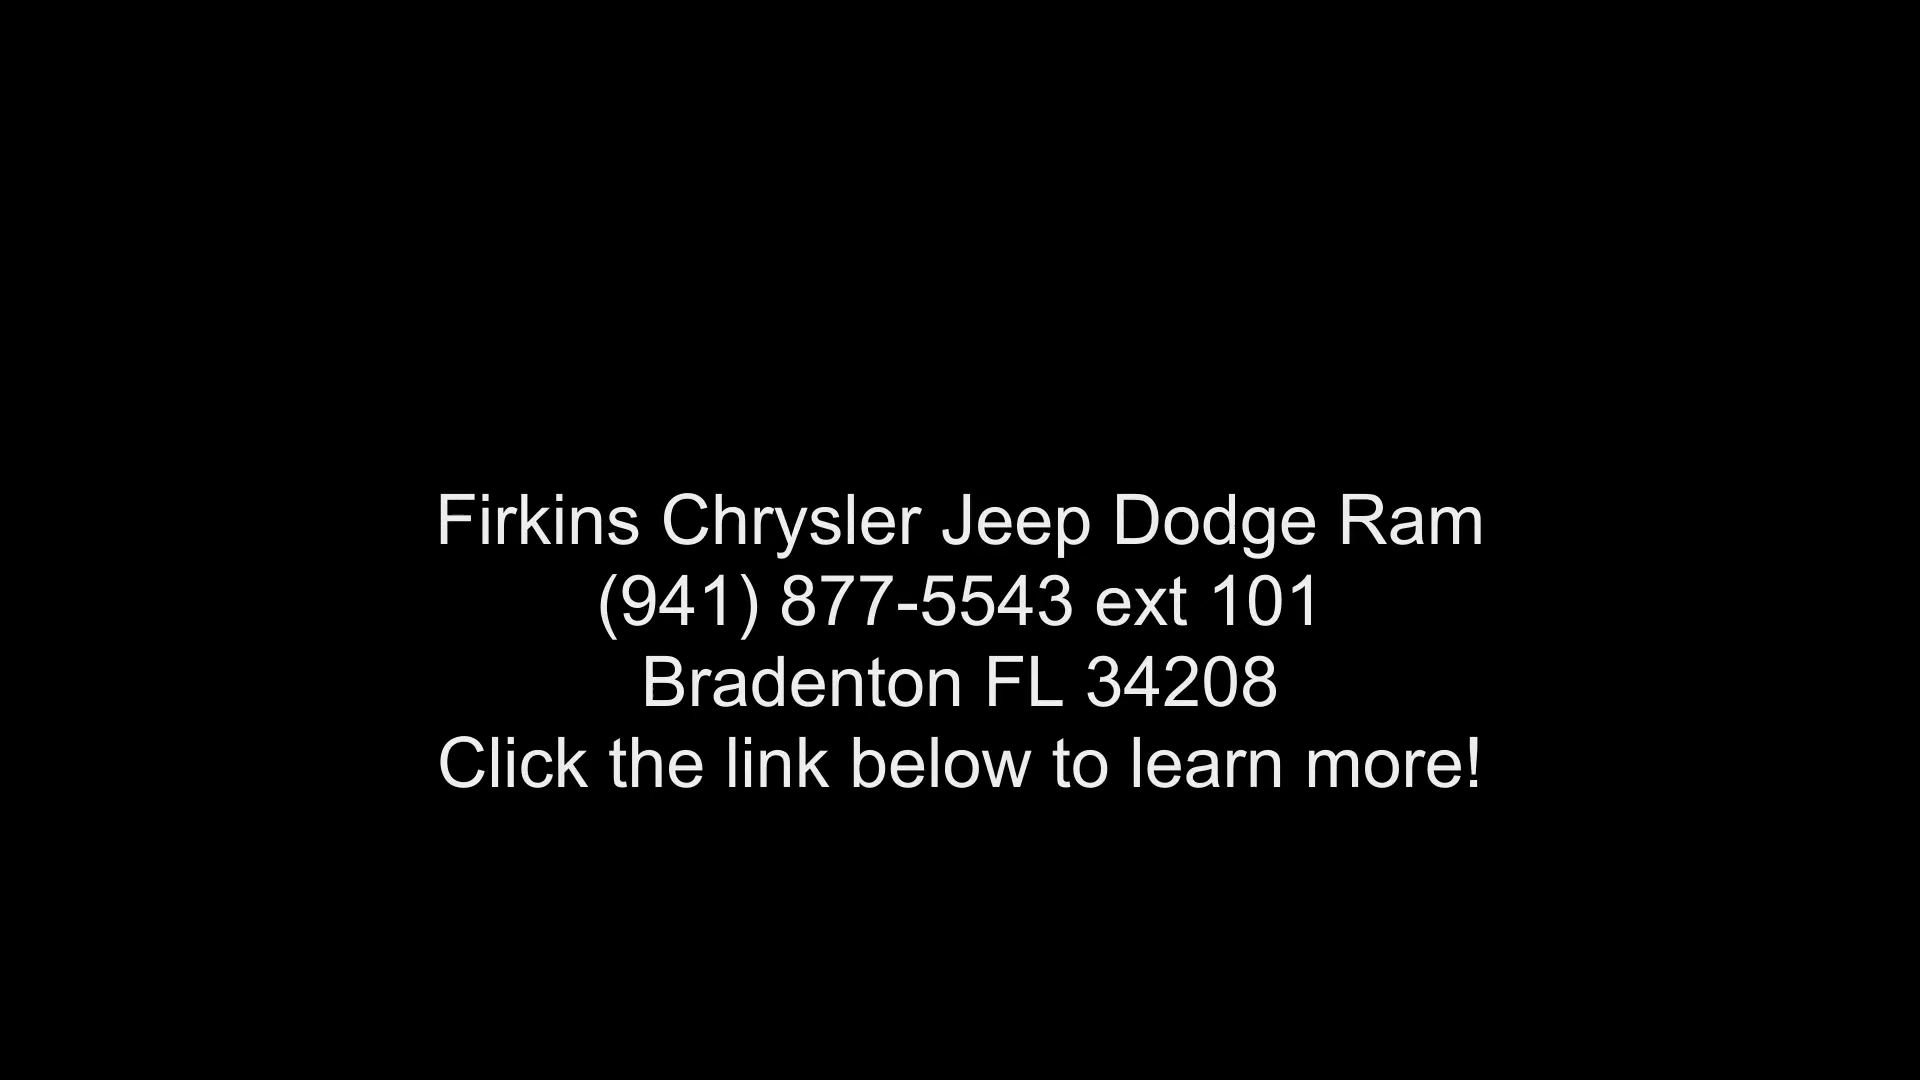 Firkins Chrysler Jeep Dodge Ram
(941) 877-5543 ext 101
Bradenton FL 34208
Click the link below to learn more!